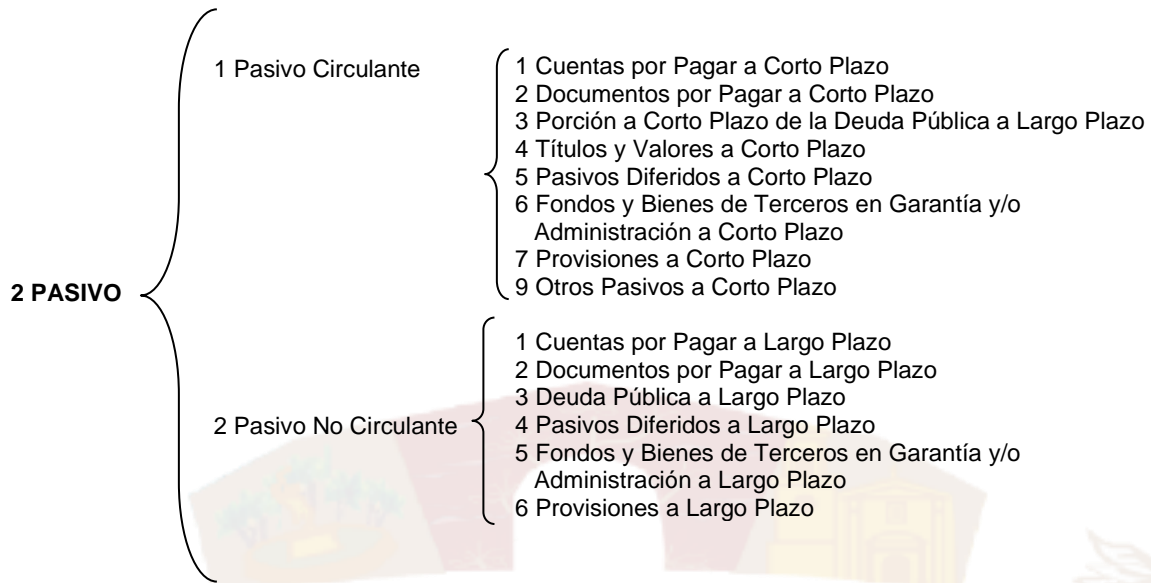 2 PASIVO
1 Pasivo Circulante
1 Cuentas por Pagar a Corto Plazo
2 Documentos por Pagar a Corto Plazo
3 Porción a Corto Plazo de la Deuda Pública a Largo Plazo
4 Títulos y Valores a Corto Plazo
5 Pasivos Diferidos a Corto Plazo
6 Fondos y Bienes de Terceros en Garantía y/o
Administración a Corto Plazo
7 Provisiones a Corto Plazo
9 Otros Pasivos a Corto Plazo
2 Pasivo No Circulante
1 Cuentas por Pagar a Largo Plazo
2 Documentos por Pagar a Largo Plazo
3 Deuda Pública a Largo Plazo
4 Pasivos Diferidos a Largo Plazo
5 Fondos y Bienes de Terceros en Garantía y/o
Administración a Largo Plazo
6 Provisiones a Largo Plazo